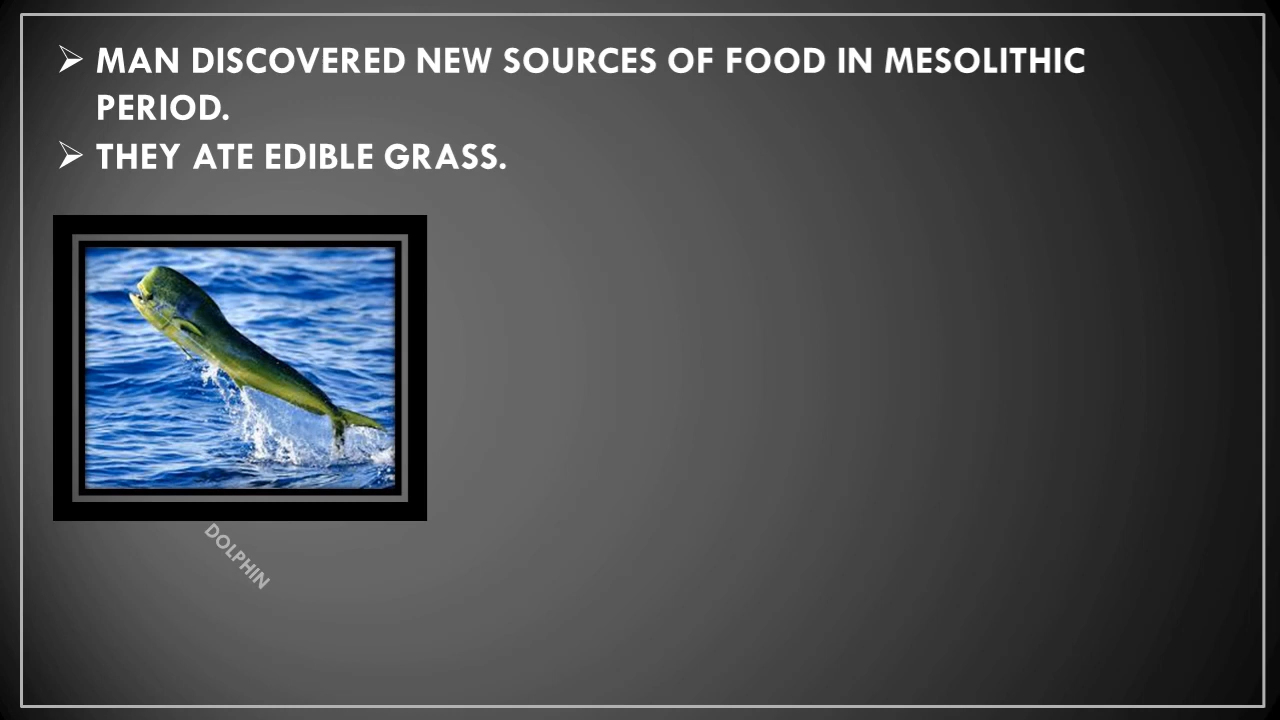 MAN DISCOVERED NEW SOURCES OF FOOD IN MESOLITHIC
PERIOD.
THEY ATE EDIBLE GRASS.
DOLPHIN